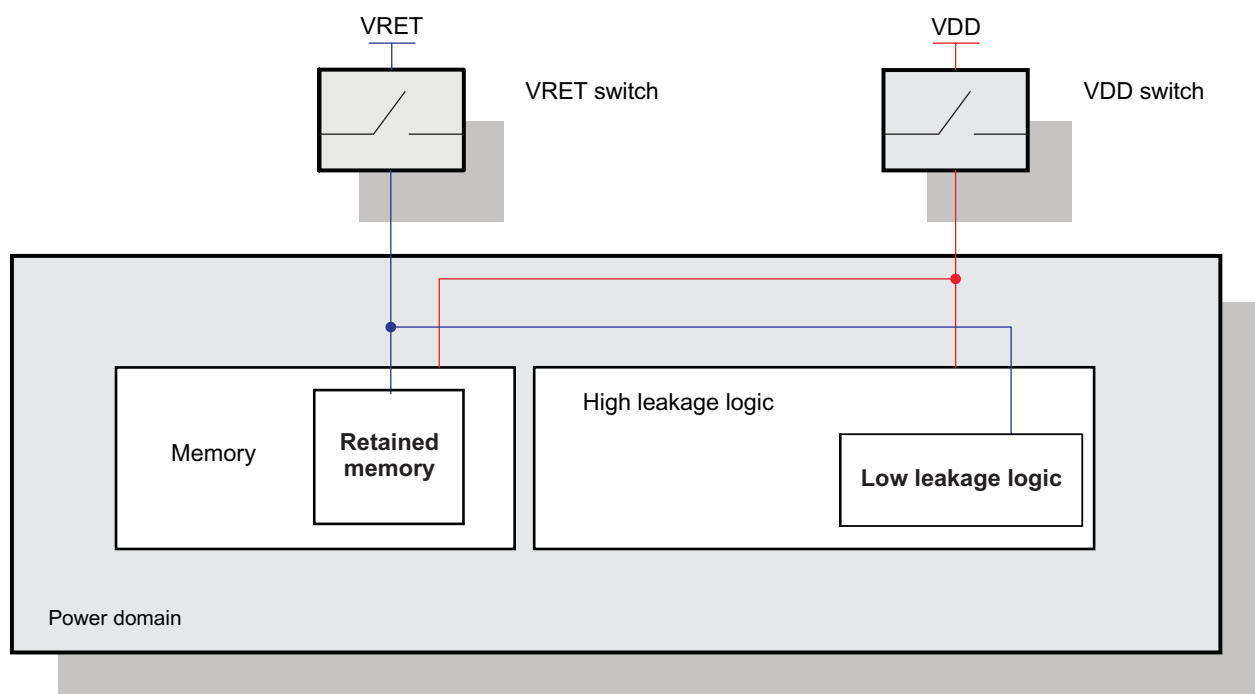 VRET
VDD
VRET switch
VDD switch
High leakage logic
Memory
Retained
memory
Low leakage logic
Power domain